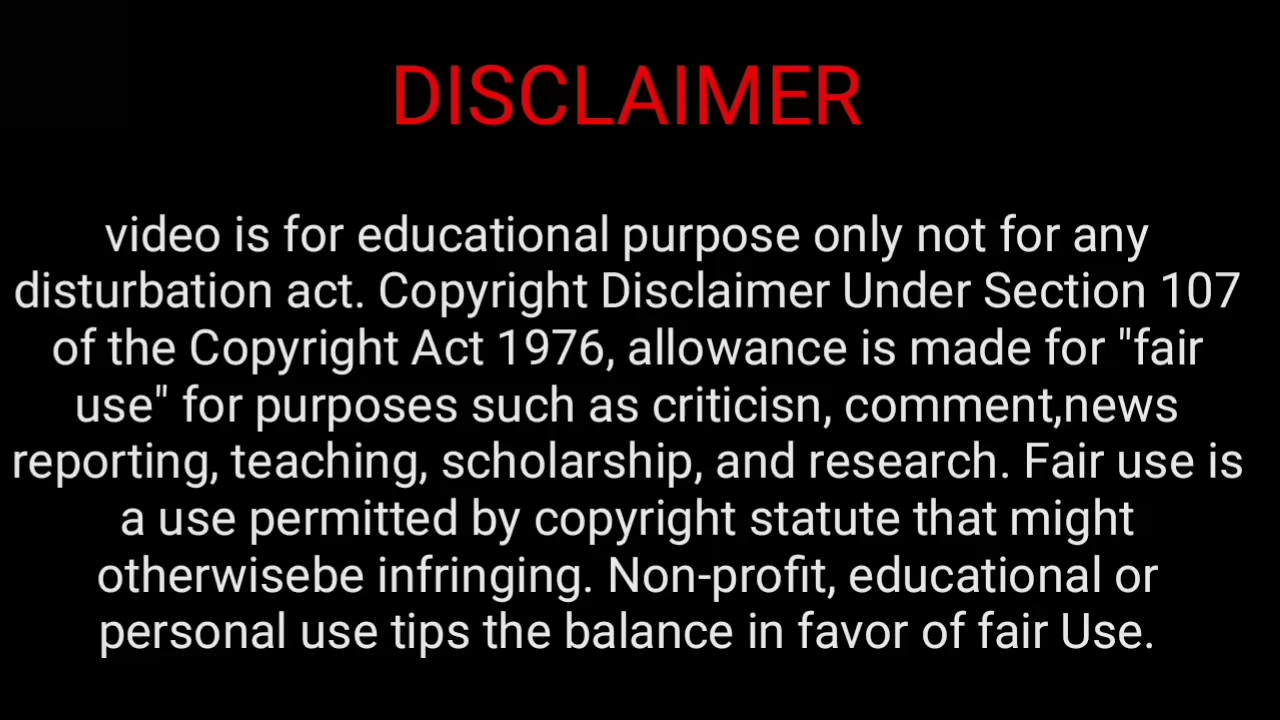 DISCLAIMER
video is for educational purpose only not for any
disturbation act. Copyright Disclaimer Under Section 107
of the Copyright Act 1976, allowance is made for "fair
use" for purposes such as criticisn, comment,news
reporting, teaching, scholarship, and research. Fair use is
a use permitted by copyright statute that might
otherwisebe infringing. Non-profit, educational or
personal use tips the balance in favor of fair Use.